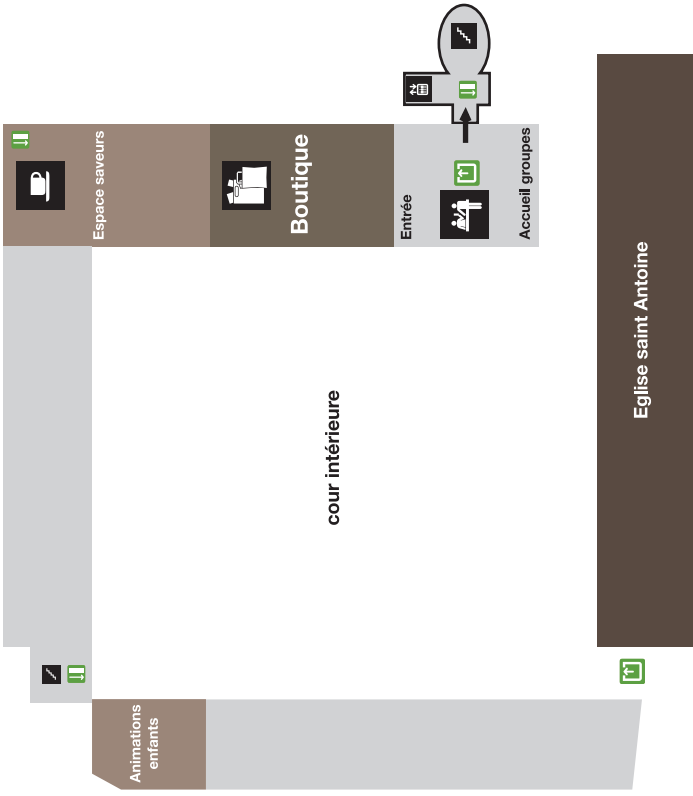 Espace saveurs
Boutique
Entrée
Accueil groupes
cour intérieure
Eglise saint Antoine
Animations
enfants